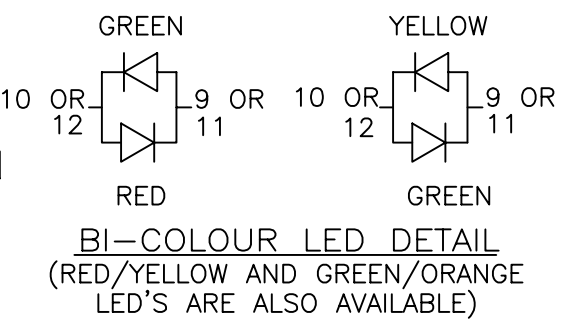 GREEN YELLOW
10 OR 9 OR 10 OR 9 OR
12 11 12 11
RED GREEN
BI-COLOUR LED DETAIL
(RED/YELLOW AND GREEN/ORANGE
LED'S ARE ALSO AVAILABLE)